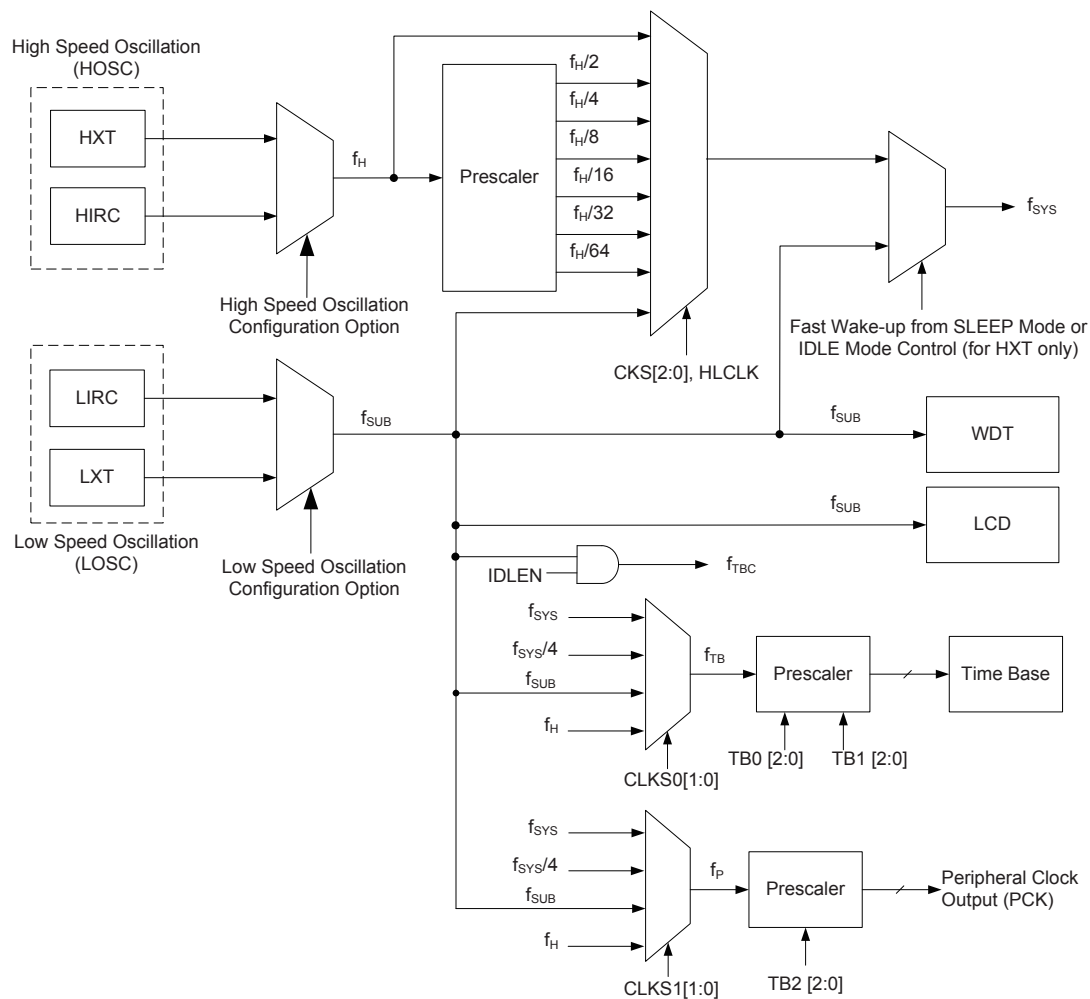 High Speed Oscillation
(HOSC)
HXT
HIRC
fH
High Speed Oscillation
Configuration Option
Prescaler
fH/2
fH/4
fH/8
fH/16
fH/32
fH/64
CKS[2:0], HLCLK
fSYS
Fast Wake-up from SLEEP Mode or
IDLE Mode Control (for HXT only)
LIRC
LXT
Low Speed Oscillation
(LOSC)
fSUB
Low Speed Oscillation
Configuration Option
fSUB
WDT
fSUB
LCD
IDLEN
fTBC
fSYS
fSYS/4
fSUB
fH
CLKS0[1:0]
fTB
Prescaler
TB0 [2:0]
TB1 [2:0]
Time Base
fSYS
fSYS/4
fSUB
fH
CLKS1[1:0]
fP
Prescaler
TB2 [2:0]
Peripheral Clock
Output (PCK)